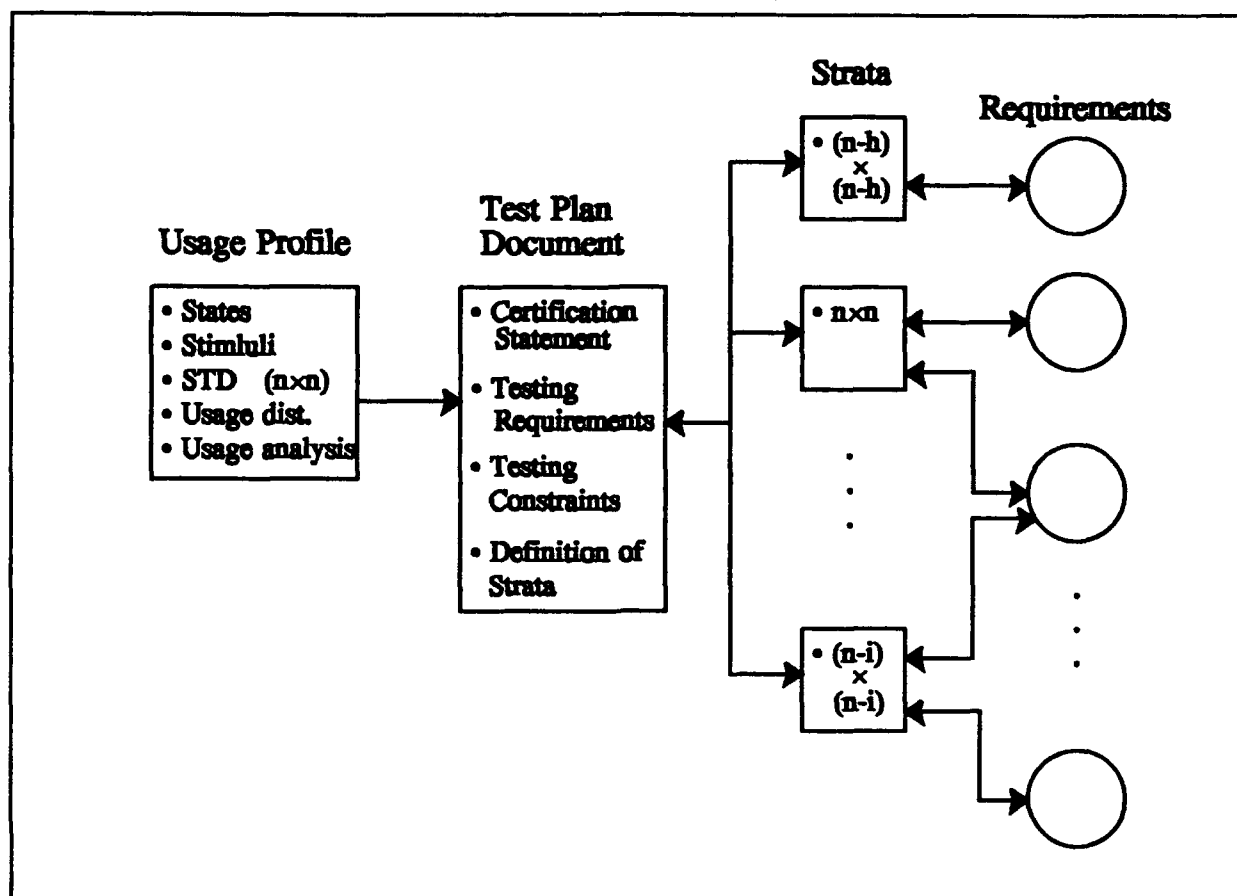 Usage Profile
• States
• Stimluli
• STD (n×n)
• Usage dist.
• Usage analysis
Test Plan
Document
• Certification
Statement
• Testing
Requirements
• Testing
Constraints
• Definition of
Strata
Strata
• (n-h)
×
(n-h)
• n×n
• (n-i)
×
(n-i)
Requirements